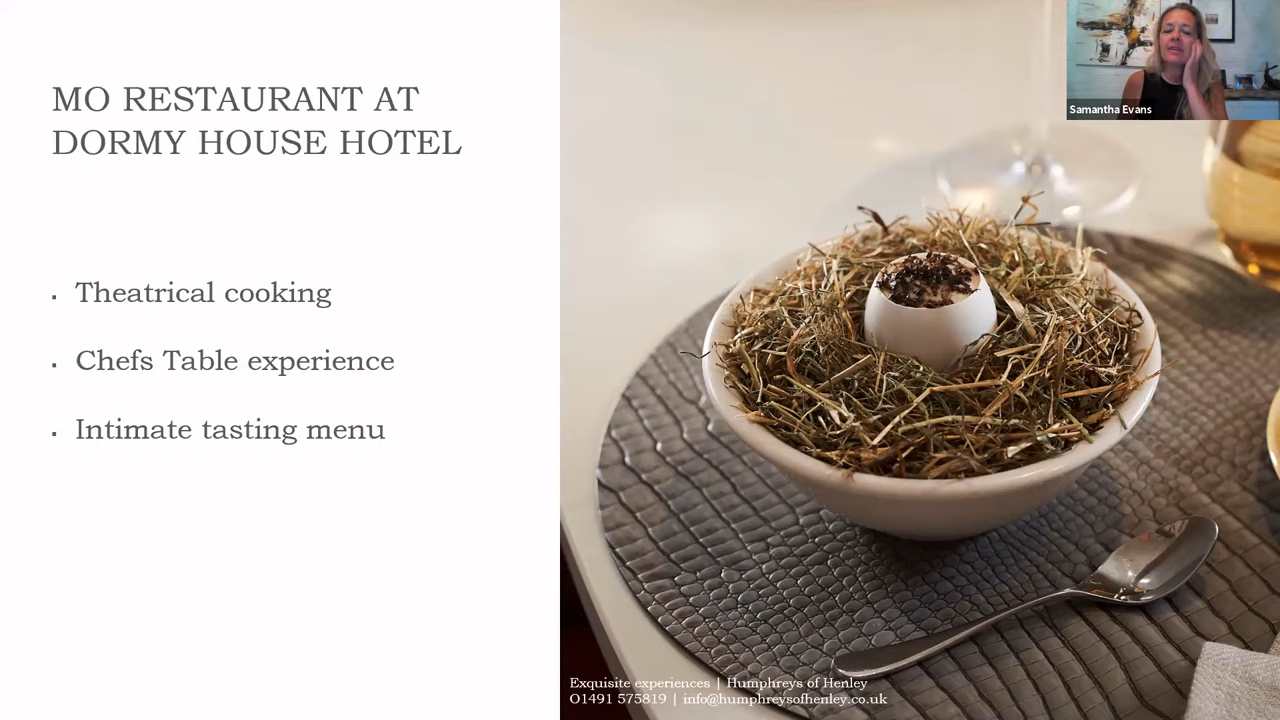 MO RESTAURANT AT
DORMY HOUSE HOTEL
Samantha Evans
Theatrical cooking
Chefs Table experience
Intimate tasting menu
Exquisite experiences | Humphreys of Henley
O1491 575819 | info@humphreysofhenley.co.uk